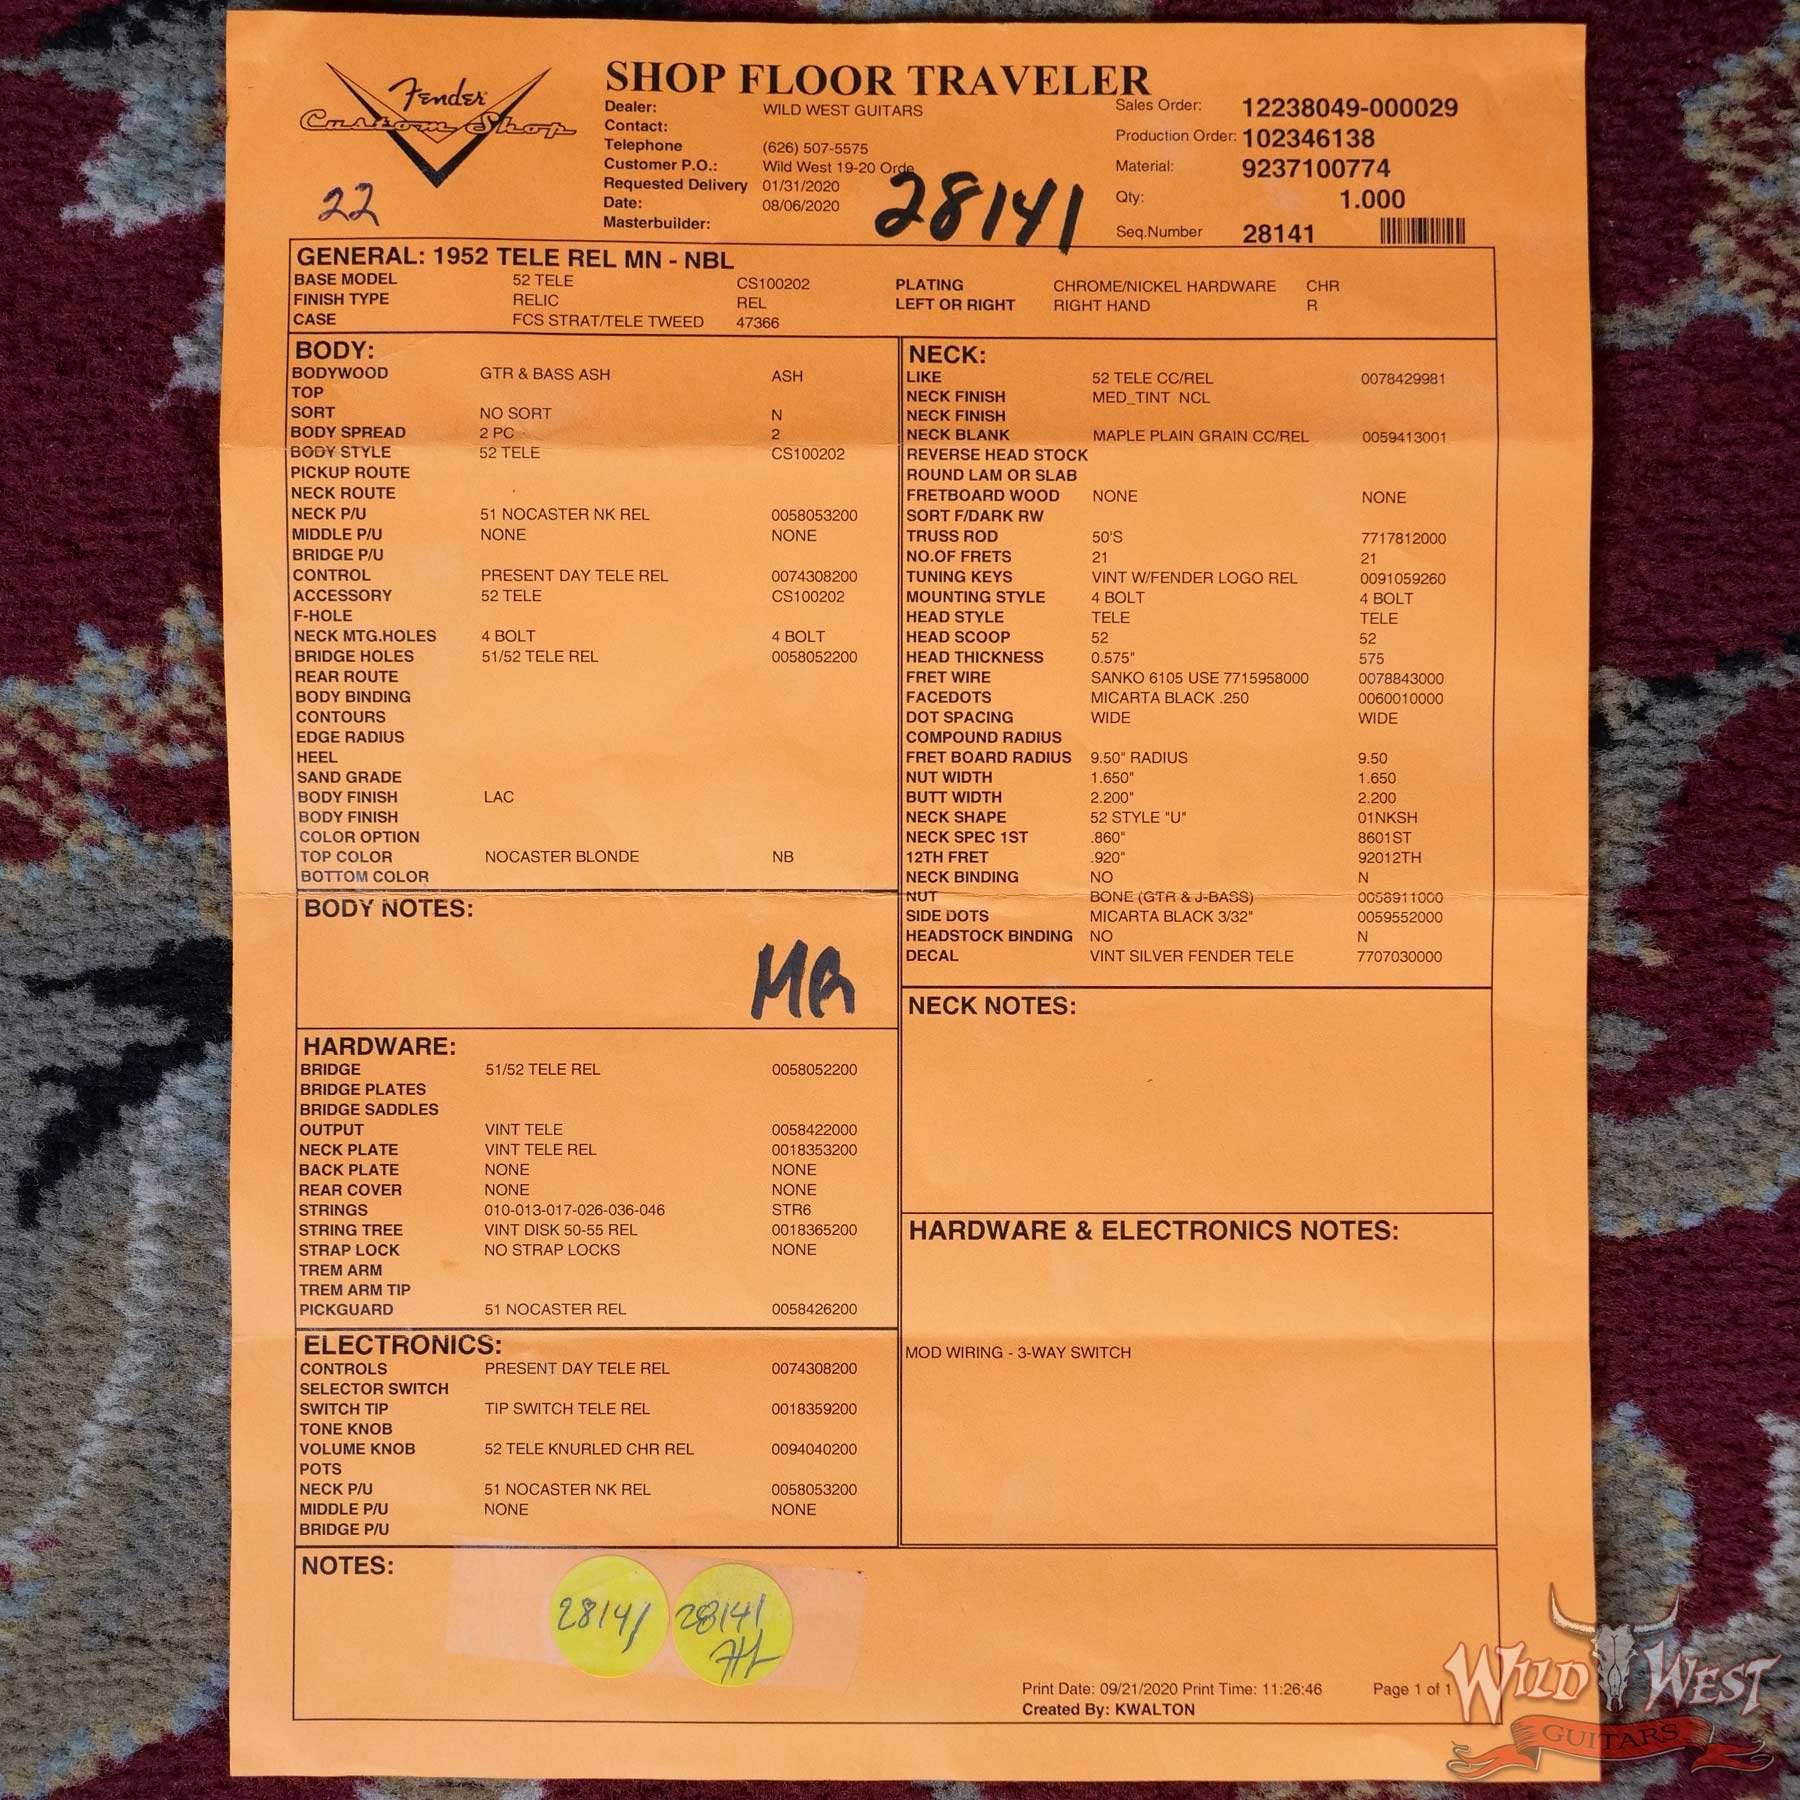 Fender
Custom Shop
22
SHOP FLOOR TRAVELER
Dealer: WILD WEST GUITARS
Contact:
Telephone (626) 507-5575
Customer P.O.: Wild West 19-20 Orde
Requested Delivery 01/31/2020
Date: 08/06/2020
Masterbuilder:
28141
Sales Order: 12238049-000029
Production Order: 102346138
Material: 9237100774
Qty: 1.000
Seq.Number 28141
GENERAL: 1952 TELE REL MN - NBL
BASE MODEL 52 TELE CS100202 PLATING CHROME/NICKEL HARDWARE CHR
FINISH TYPE RELIC REL LEFT OR RIGHT RIGHT HAND R
CASE FCS STRAT/TELE TWEED 47366
BODY:
BODYWOOD GTR & BASS ASH ASH
TOP
SORT NO SORT N
BODY SPREAD 2 PC 2
BODY STYLE 52 TELE CS100202
PICKUP ROUTE
NECK ROUTE
NECK P/U 51 NOCASTER NK REL 0058053200
MIDDLE P/U NONE NONE
BRIDGE P/U
CONTROL PRESENT DAY TELE REL 0074308200
ACCESSORY 52 TELE CS100202
F-HOLE
NECK MTG.HOLES 4 BOLT 4 BOLT
BRIDGE HOLES 51/52 TELE REL 0058052200
REAR ROUTE
BODY BINDING
CONTOURS
EDGE RADIUS
HEEL
SAND GRADE
BODY FINISH LAC
BODY FINISH
COLOR OPTION
TOP COLOR NOCASTER BLONDE NB
BOTTOM COLOR
BODY NOTES:
HARDWARE:
BRIDGE 51/52 TELE REL 0058052200
BRIDGE PLATES
BRIDGE SADDLES
OUTPUT VINT TELE 0058422000
NECK PLATE VINT TELE REL 0018353200
BACK PLATE NONE NONE
REAR COVER NONE NONE
STRINGS 010-013-017-026-036-046 STR6
STRING TREE VINT DISK 50-55 REL 0018365200
STRAP LOCK NO STRAP LOCKS NONE
TREM ARM
TREM ARM TIP
PICKGUARD 51 NOCASTER REL 0058426200
ELECTRONICS:
CONTROLS PRESENT DAY TELE REL 0074308200
SELECTOR SWITCH
SWITCH TIP TIP SWITCH TELE REL 0018359200
TONE KNOB
VOLUME KNOB 52 TELE KNURLED CHR REL 0094040200
POTS
NECK P/U 51 NOCASTER NK REL 0058053200
MIDDLE P/U NONE NONE
BRIDGE P/U
NECK:
LIKE 52 TELE CC/REL 0078429981
NECK FINISH MED_TINT NCL
NECK FINISH
NECK BLANK MAPLE PLAIN GRAIN CC/REL 0059413001
REVERSE HEAD STOCK
ROUND LAM OR SLAB
FRETBOARD WOOD NONE NONE
SORT F/DARK RW
TRUSS ROD 50'S 7717812000
NO.OF FRETS 21 21
TUNING KEYS VINT W/FENDER LOGO REL 0091059260
MOUNTING STYLE 4 BOLT 4 BOLT
HEAD STYLE TELE TELE
HEAD SCOOP 52 52
HEAD THICKNESS 0.575" 575
FRET WIRE SANKO 6105 USE 7715958000 0078843000
FACEDOTS MICARTA BLACK .250 0060010000
DOT SPACING WIDE WIDE
COMPOUND RADIUS
FRET BOARD RADIUS 9.50" RADIUS 9.50
NUT WIDTH 1.650" 1.650
BUTT WIDTH 2.200" 2.200
NECK SHAPE 52 STYLE "U" 01NKSH
NECK SPEC 1ST .860" 8601ST
12TH FRET .920" 92012TH
NECK BINDING NO N
NUT BONE (GTR & J-BASS) 0058911000
SIDE DOTS MICARTA BLACK 3/32" 0059552000
HEADSTOCK BINDING NO N
DECAL VINT SILVER FENDER TELE 7707030000
NECK NOTES:
HARDWARE & ELECTRONICS NOTES:
MOD WIRING - 3-WAY SWITCH
NOTES:
28141
28141
Print Date: 09/21/2020 Print Time: 11:26:46 Page 1 of 1
Created By: KWALTON
WILD WEST
GUITARS